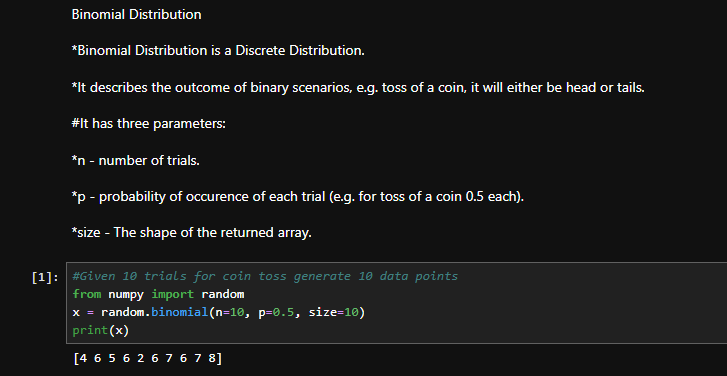 Binomial Distribution
*Binomial Distribution is a Discrete Distribution.
*It describes the outcome of binary scenarios, e.g. toss of a coin, it will either be head or tails.
#It has three parameters:
*n - number of trials.
*p - probability of occurence of each trial (e.g. for toss of a coin 0.5 each).
*size - The shape of the returned array.
[1]: #Given 10 trials for coin toss generate 10 data points
from numpy import random
x = random.binomial(n=10, p=0.5, size=10)
print(x)
[4 6 5 6 2 6 7 6 7 8]